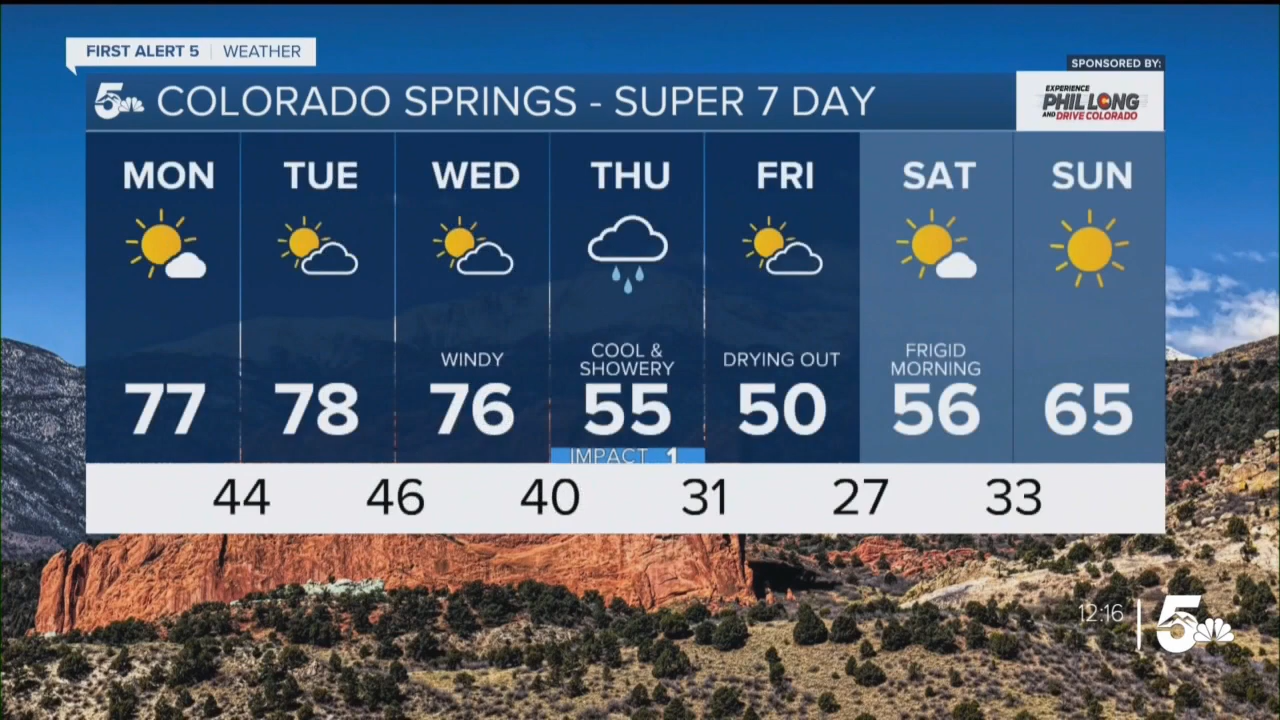 FIRST ALERT 5 | WEATHER
SPONSORED BY:
5 COLORADO SPRINGS - SUPER 7 DAY
EXPERIENCE
PHIL LONG
AND DRIVE COLORADO
MON TUE WED THU FRI SAT SUN
WINDY
COOL &
SHOWERY
DRYING OUT
FRIGID
MORNING
77 78 76 55 50 56 65
IMPACT 1
44 46 40 31 27 33
12:16
5